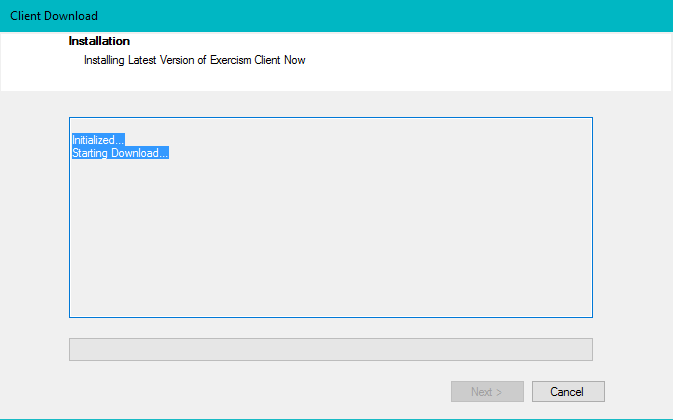 Client Download
Installation
Installing Latest Version of Exercism Client Now
Initialized...
Starting Download...
Next >
Cancel